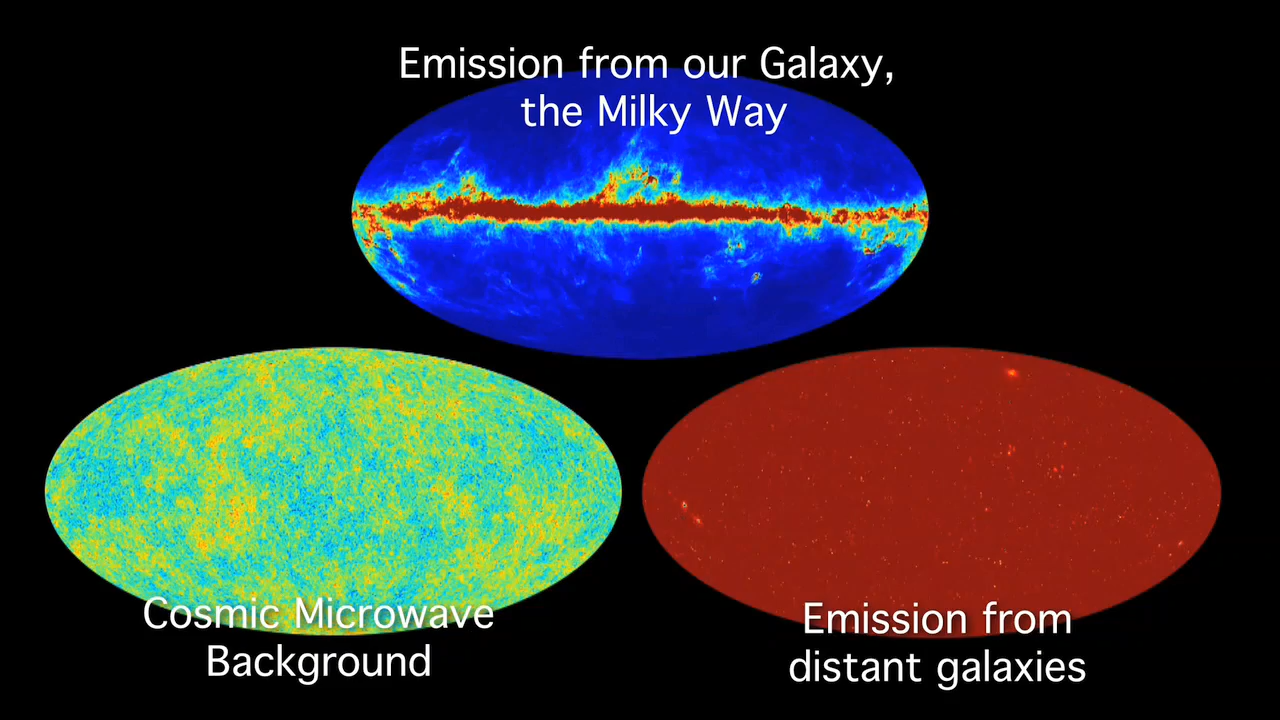 Emission from our Galaxy,
the Milky Way
Cosmic Microwave
Background
Emission from
distant galaxies